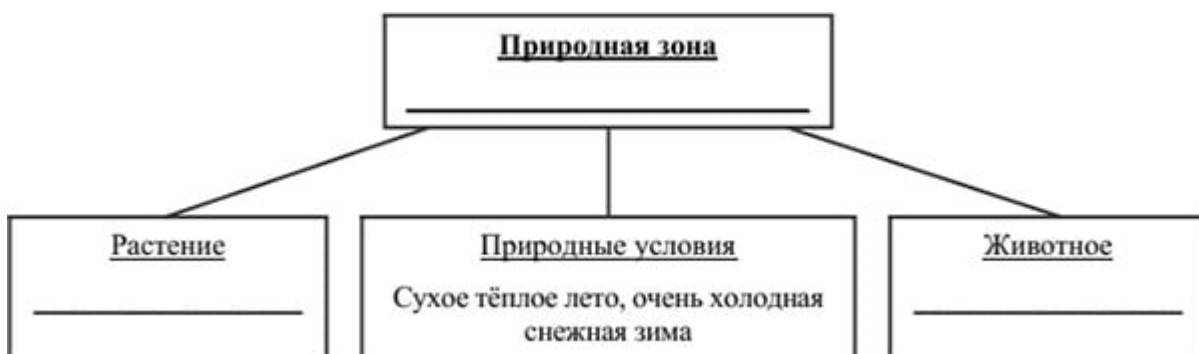 Природная зона
Растение
Природные условия
Сухое тёплое лето, очень холодная
снежная зима
Животное